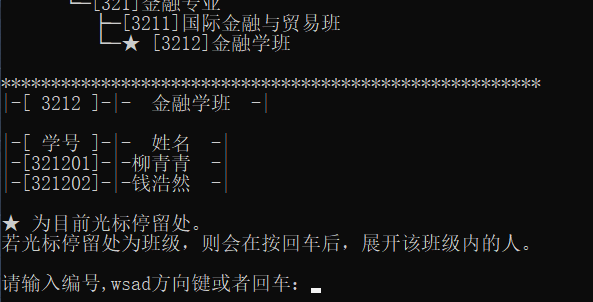 └─[321]金融专业
├─[3211]国际金融与贸易班
└─★ [3212]金融学班
******************************************************
|-[ 3212 ]-|- 金融学班 -|
|-[ 学号 ]-|- 姓名 -|
|-[321201]-|-柳青青 -|
|-[321202]-|-钱浩然 -|
★ 为目前光标停留处。
若光标停留处为班级，则会在按回车后，展开该班级内的人。
请输入编号,wsad方向键或者回车：